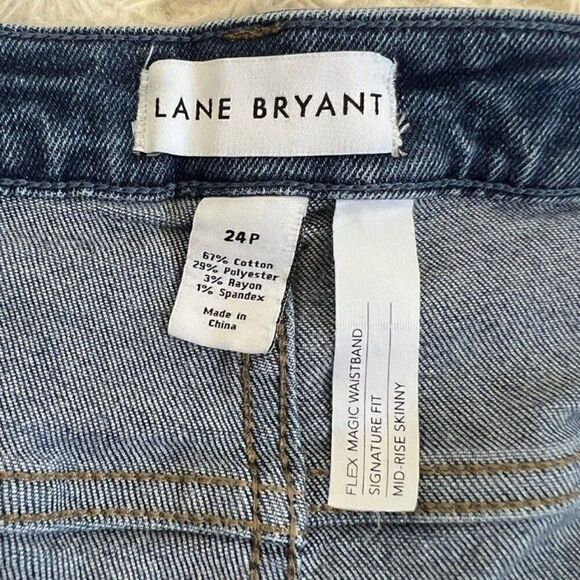 LANE BRYANT
24P
67% Cotton
29% Polyester
3% Rayon
1% Spandex
Made in
China
FLEX MAGIC WAISTBAND
SIGNATURE FIT
MID-RISE SKINNY